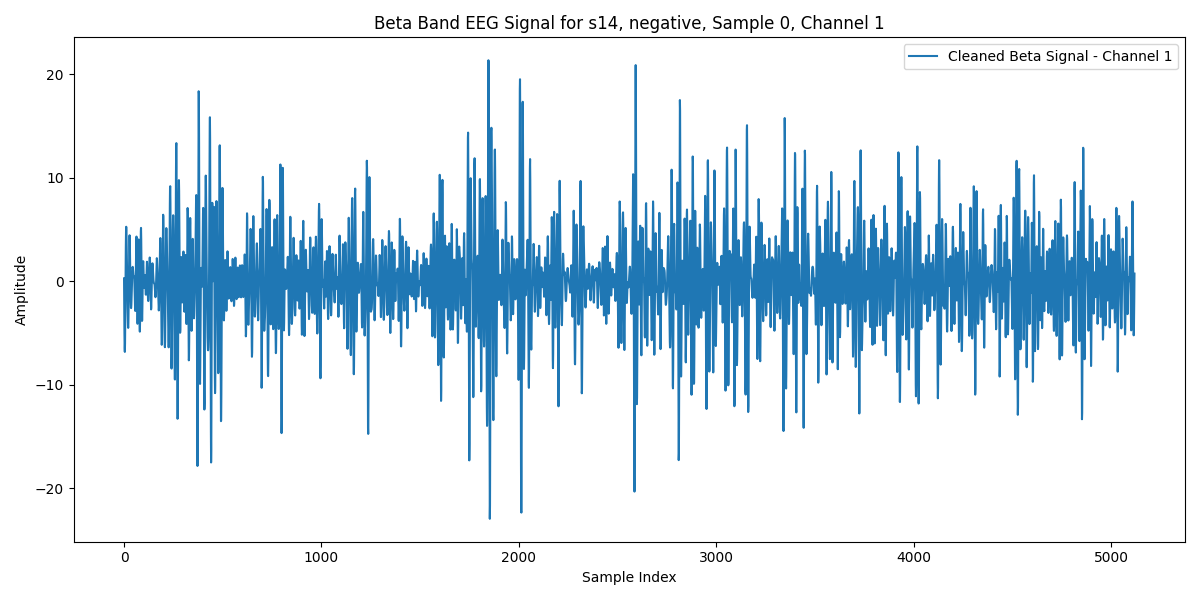 Beta Band EEG Signal for s14, negative, Sample 0, Channel 1
Cleaned Beta Signal - Channel 1
Amplitude
20
10
0
−10
−20
0 1000 2000 3000 4000 5000
Sample Index